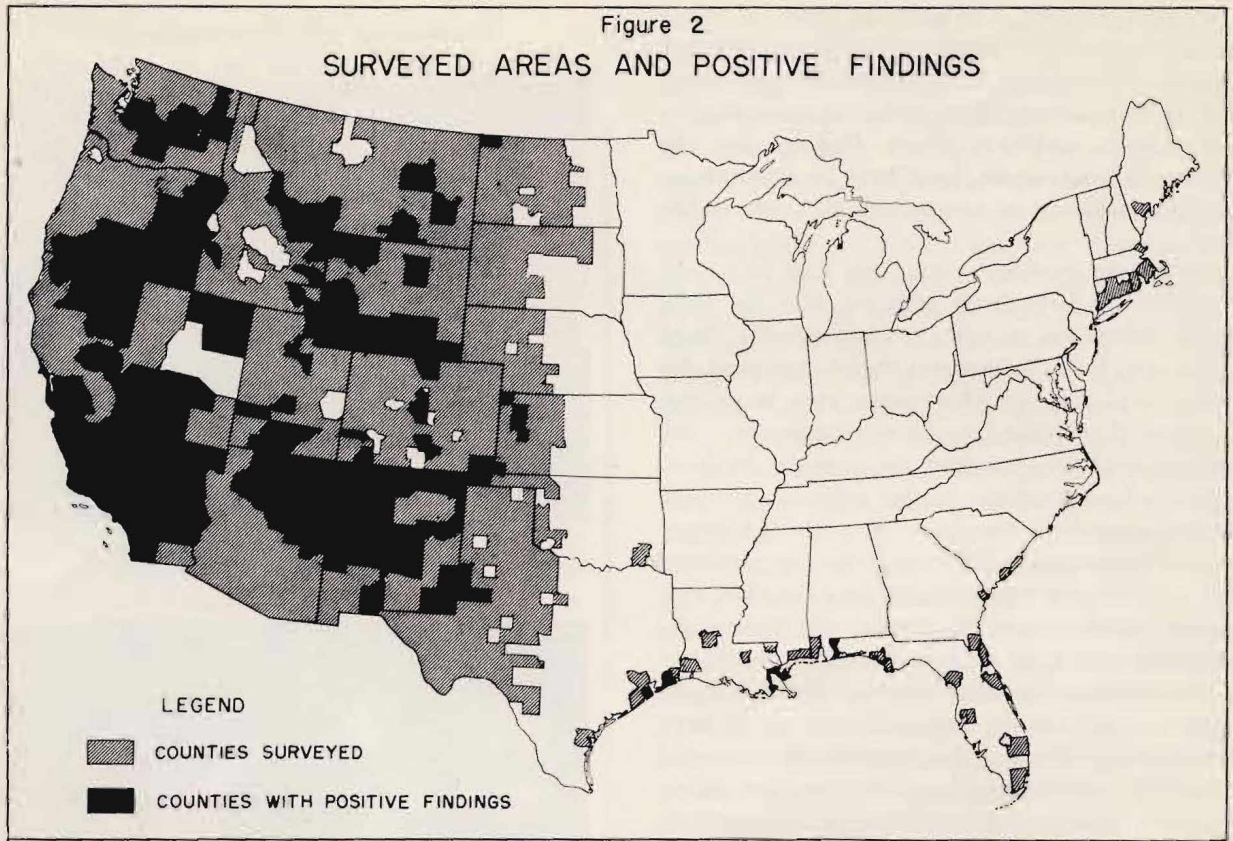 Figure 2
SURVEYED AREAS AND POSITIVE FINDINGS
LEGEND
COUNTIES SURVEYED
COUNTIES WITH POSITIVE FINDINGS